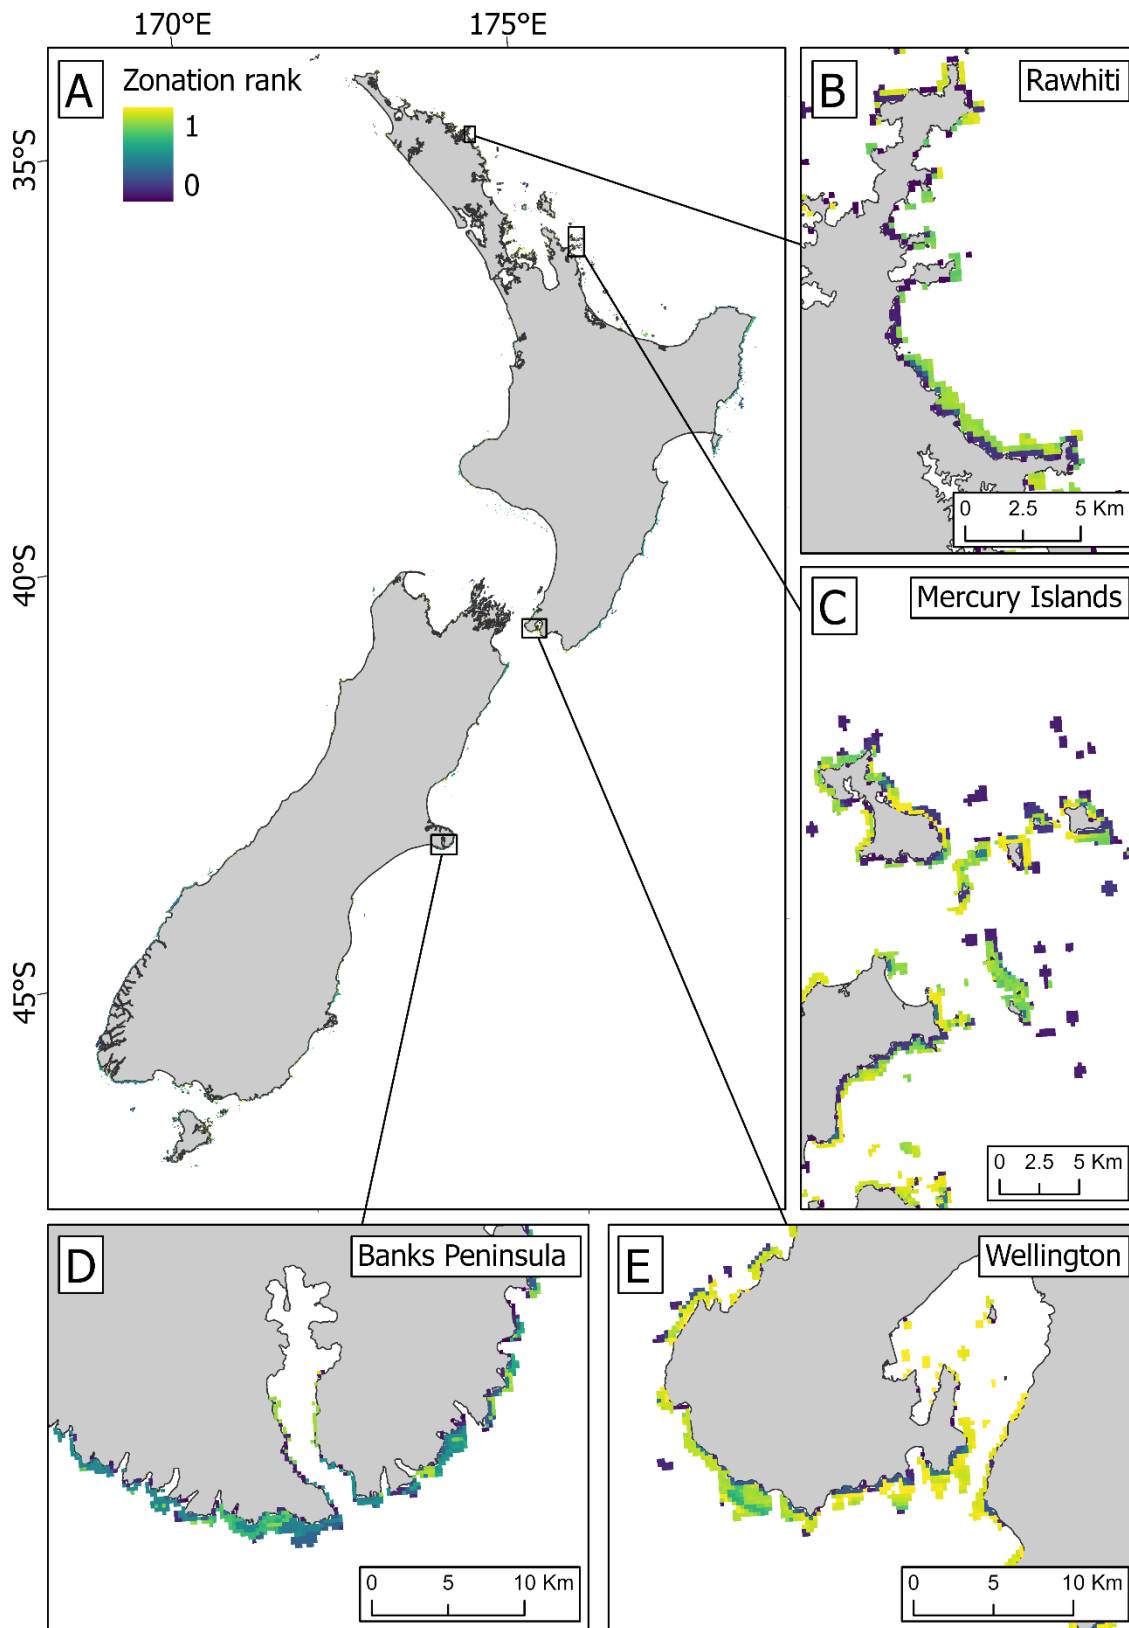 170°E 175°E
A Zonation rank
1
0
35°S
40°S
45°S
B Rawhiti
0 2.5 5 Km
C Mercury Islands
0 2.5 5 Km
D Banks Peninsula
0 5 10 Km
E Wellington
0 5 10 Km